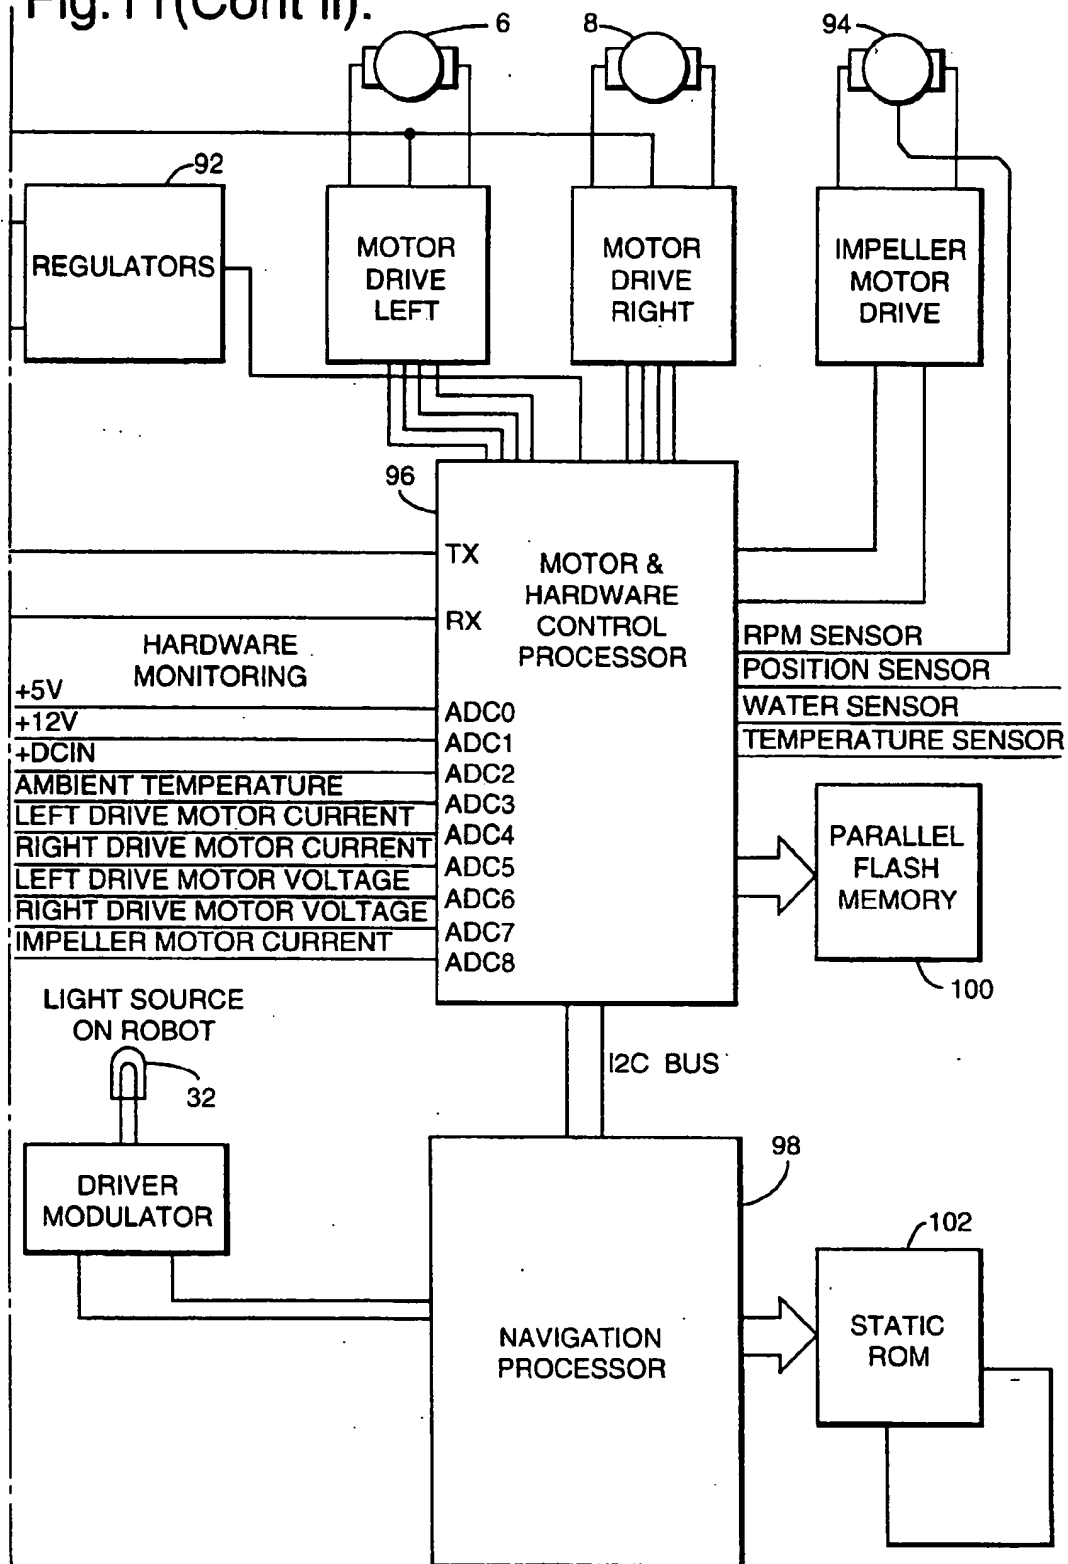 Fig.11(Cont II).
6
8
94
92
REGULATORS
MOTOR
DRIVE
LEFT
MOTOR
DRIVE
RIGHT
IMPELLER
MOTOR
DRIVE
96
TX
RX
MOTOR &
HARDWARE
CONTROL
PROCESSOR
HARDWARE
MONITORING
+5V
+12V
+DCIN
AMBIENT TEMPERATURE
LEFT DRIVE MOTOR CURRENT
RIGHT DRIVE MOTOR CURRENT
LEFT DRIVE MOTOR VOLTAGE
RIGHT DRIVE MOTOR VOLTAGE
IMPELLER MOTOR CURRENT
ADC0
ADC1
ADC2
ADC3
ADC4
ADC5
ADC6
ADC7
ADC8
RPM SENSOR
POSITION SENSOR
WATER SENSOR
TEMPERATURE SENSOR
PARALLEL
FLASH
MEMORY
100
LIGHT SOURCE
ON ROBOT
32
I2C BUS
DRIVER
MODULATOR
98
102
NAVIGATION
PROCESSOR
STATIC
ROM